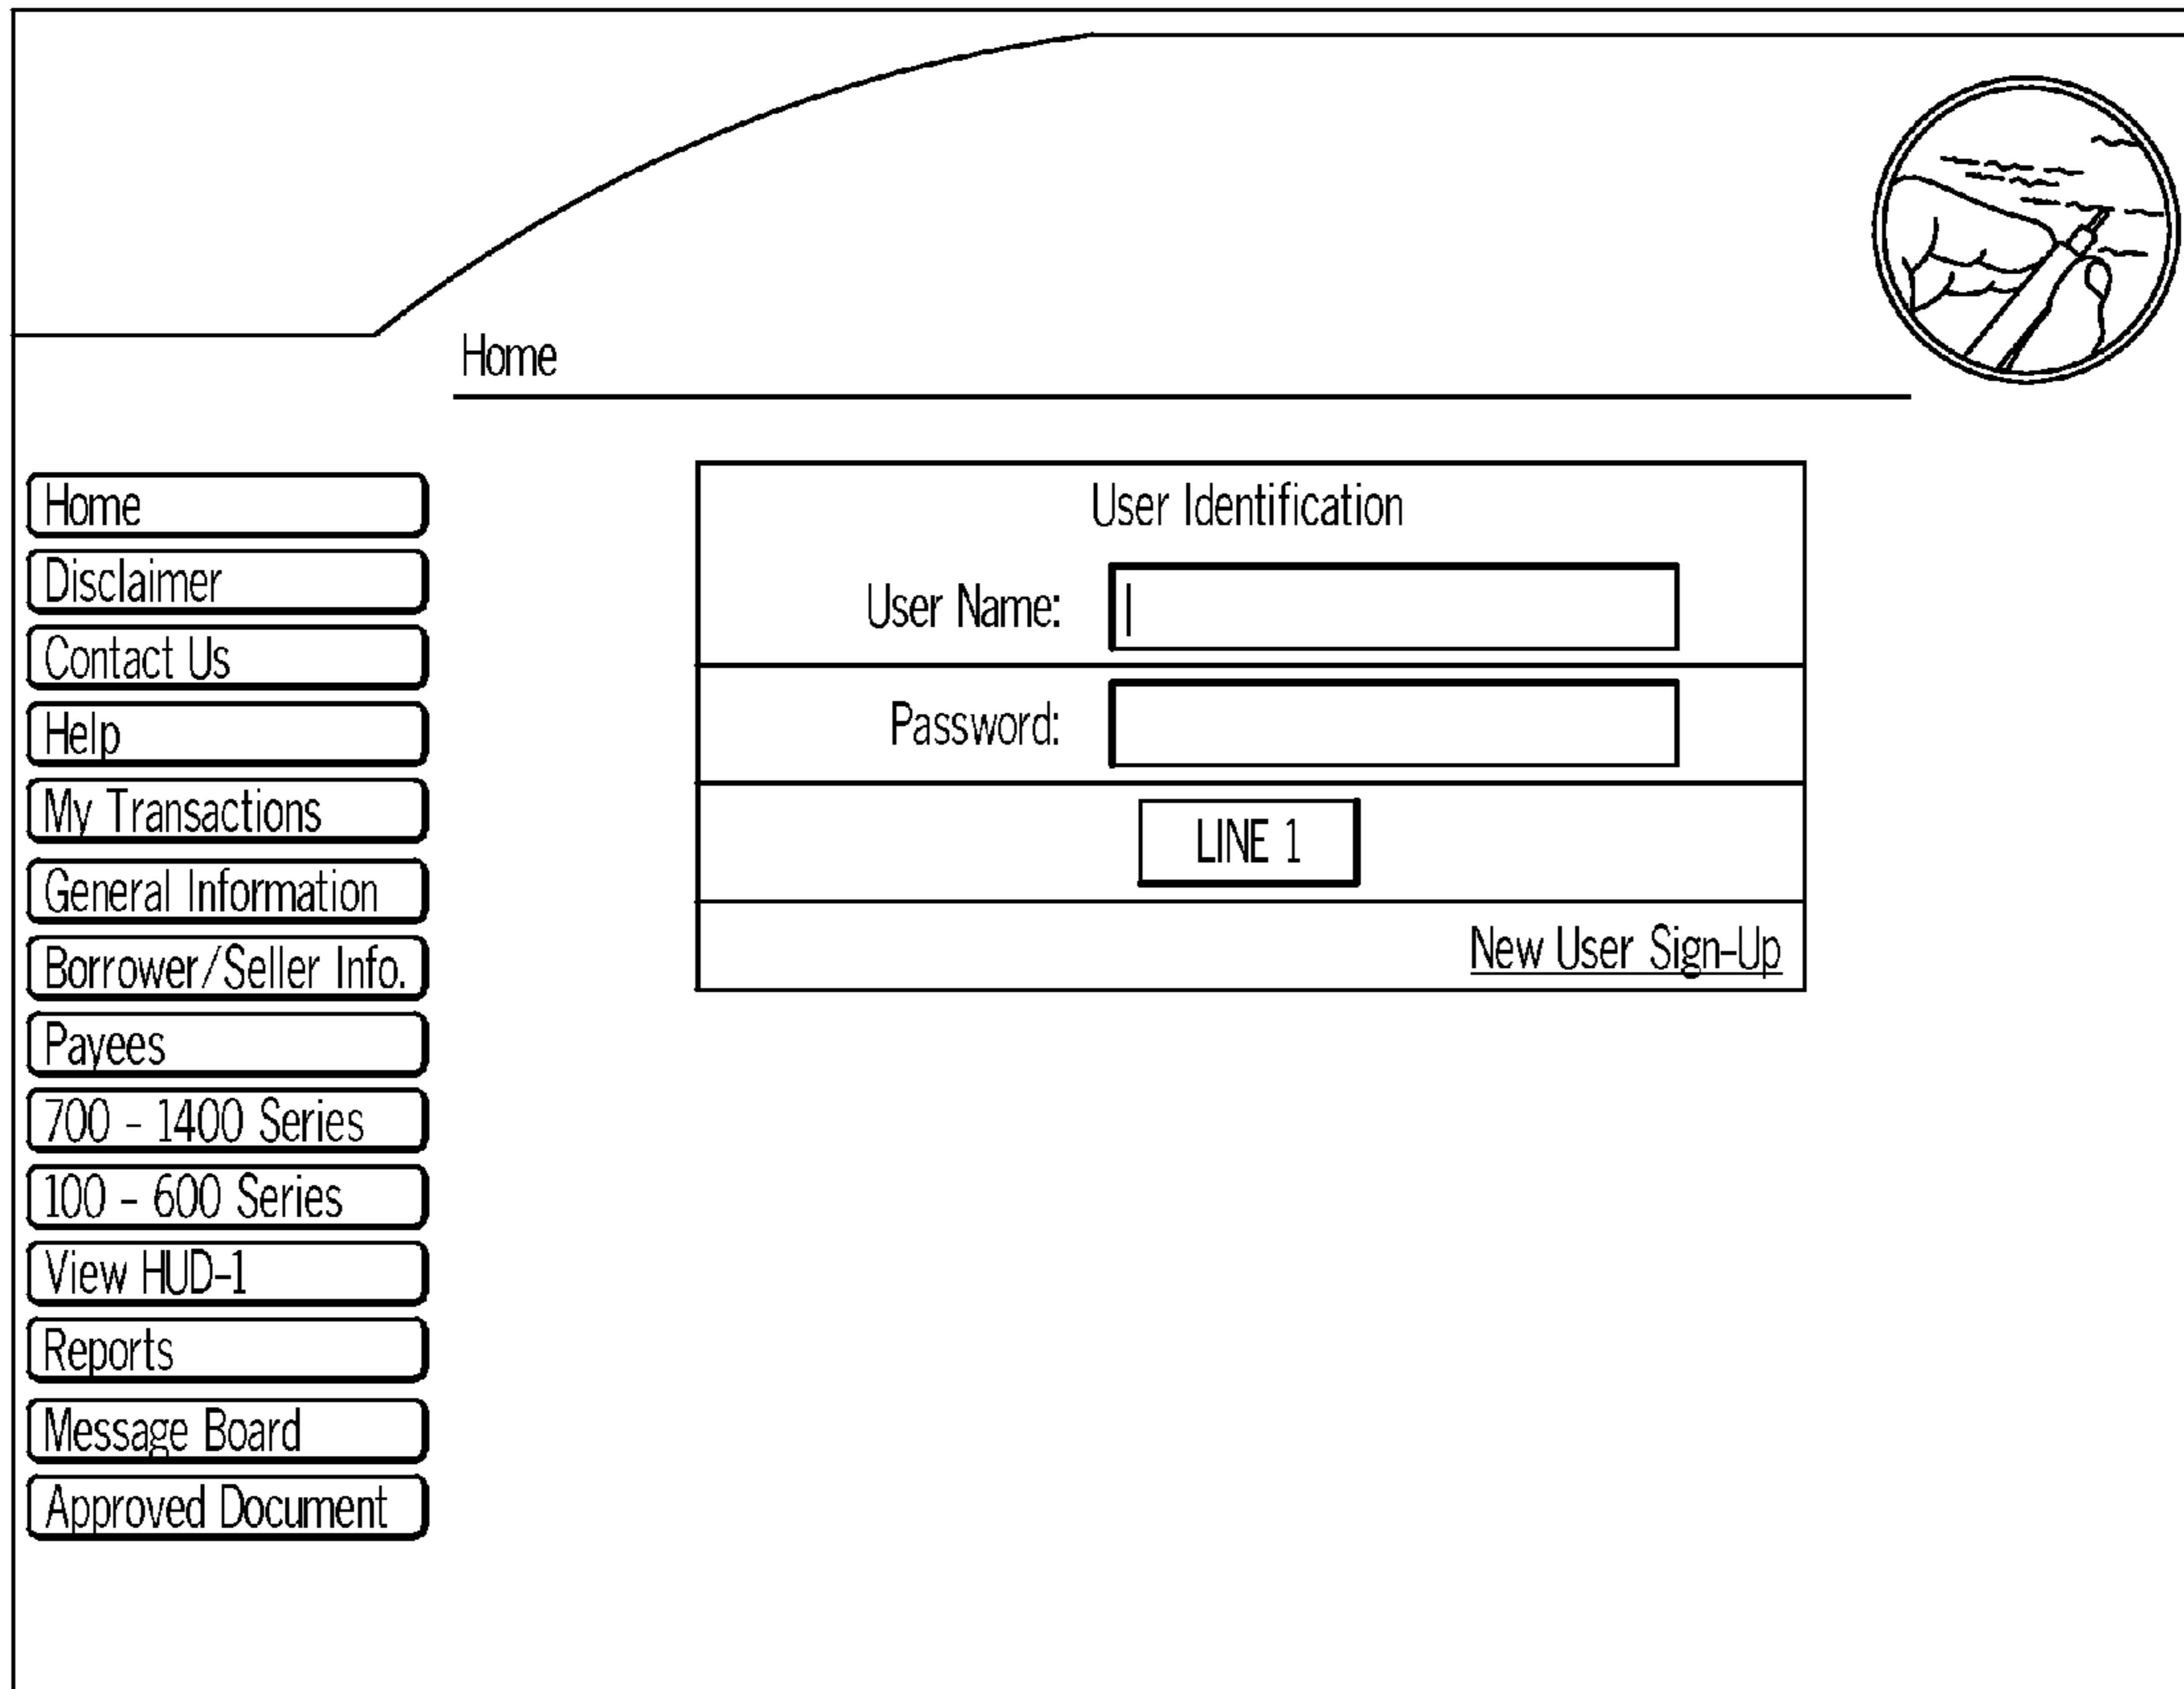 Home
Home
Disclaimer
Contact Us
Help
My Transactions
General Information
Borrower/Seller Info.
Payees
700 - 1400 Series
100 - 600 Series
View HUD-1
Reports
Message Board
Approved Document
User Identification
User Name:
Password:
LINE 1
New User Sign-Up